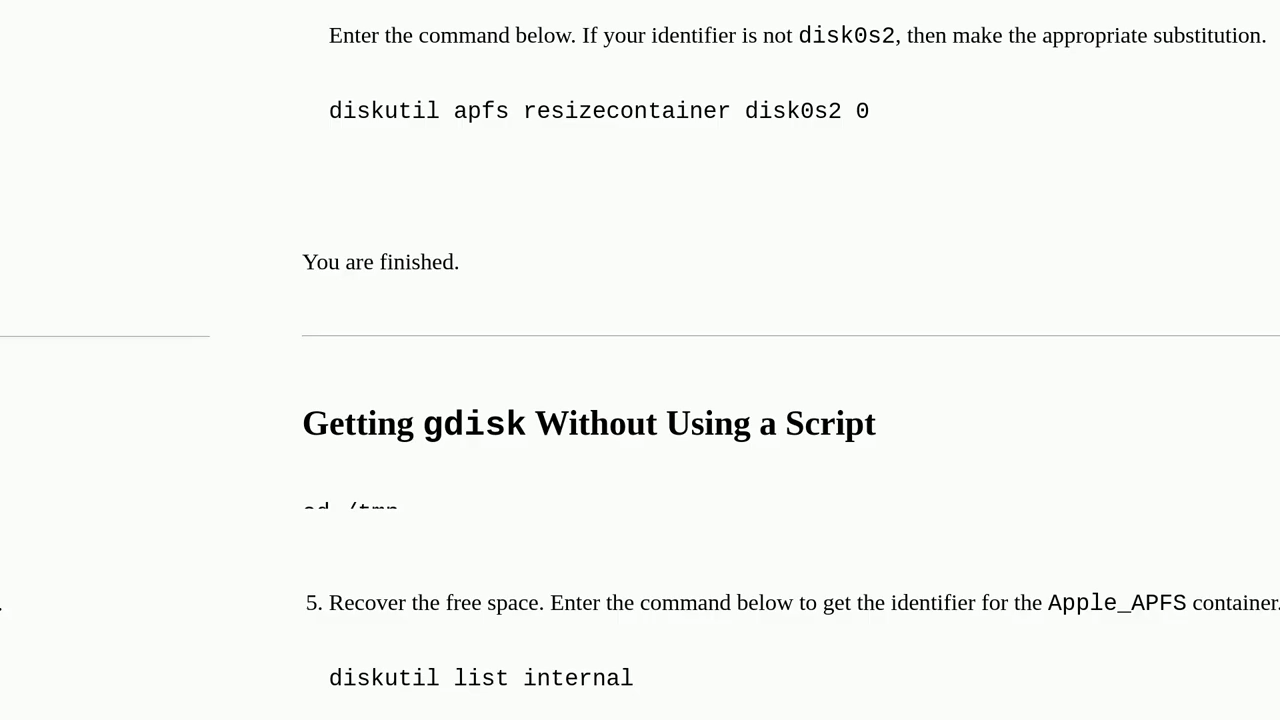 Enter the command below. If your identifier is not disk0s2, then make the appropriate substitution.
diskutil apfs resizecontainer disk0s2 0
You are finished.
Getting gdisk Without Using a Script
cd /tmp
5. Recover the free space. Enter the command below to get the identifier for the Apple_APFS container.
diskutil list internal